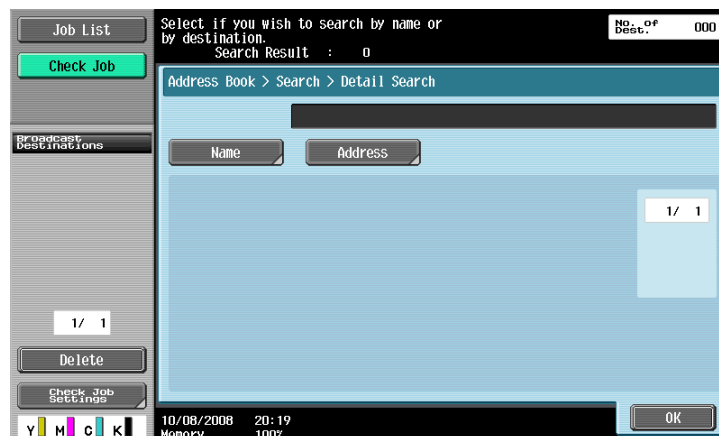 Job List
Check Job
Broadcast
Destinations
1/ 1
Delete
Check Job
Settings
Y M C K
Select if you wish to search by name or
by destination.
Search Result : 0
No. of
Dest. 000
Address Book > Search > Detail Search
Name Address
1/ 1
10/08/2008 20:19
Memory 100%
OK